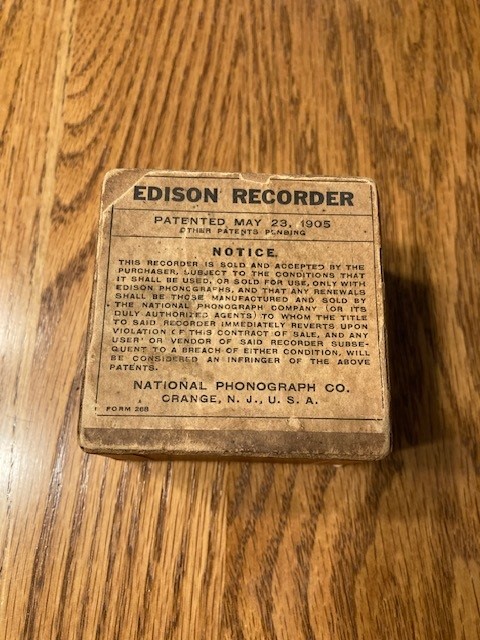 EDISON RECORDER
PATENTED MAY 23, 1905
OTHER PATENTS PENDING
NOTICE.
THIS RECORDER IS SOLD AND ACCEPTED BY THE
PURCHASER, SUBJECT TO THE CONDITIONS THAT
IT SHALL BE USED, OR SOLD FOR USE, ONLY WITH
EDISON PHONOGRAPHS, AND THAT ANY RENEWALS
SHALL BE THOSE MANUFACTURED AND SOLD BY
THE NATIONAL PHONOGRAPH COMPANY (OR ITS
DULY AUTHORIZED AGENTS) TO WHOM THE TITLE
TO SAID RECORDER IMMEDIATELY REVERTS UPON
VIOLATION OF THIS CONTRACT OF SALE, AND ANY
USER OR VENDOR OF SAID RECORDER SUBSE-
QUENT TO A BREACH OF EITHER CONDITION, WILL
BE CONSIDERED AN INFRINGER OF THE ABOVE
PATENTS.
NATIONAL PHONOGRAPH CO.
ORANGE, N. J., U. S. A.
FORM 268